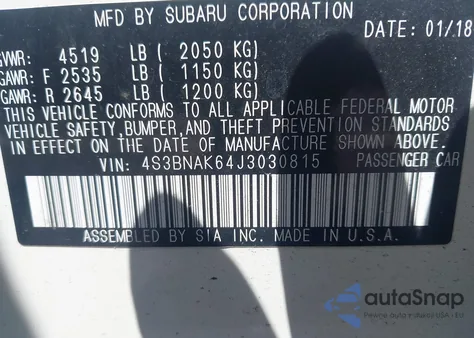 MFD BY SUBARU CORPORATION 01/18
GVWR: 4519 LB ( 2050 KG)
GAWR: F 2535 LB ( 1150 KG)
GAWR: R 2645 LB ( 1200 KG)
THIS VEHICLE CONFORMS TO ALL APPLICABLE FEDERAL MOTOR
VEHICLE SAFETY, BUMPER, AND THEFT PREVENTION STANDARDS
IN EFFECT ON THE DATE OF MANUFACTURE SHOWN ABOVE.
VIN: 4S3BNAK64J3030815 PASSENGER CAR
ASSEMBLED BY SIA INC. MADE IN U.S.A.
autoSnap